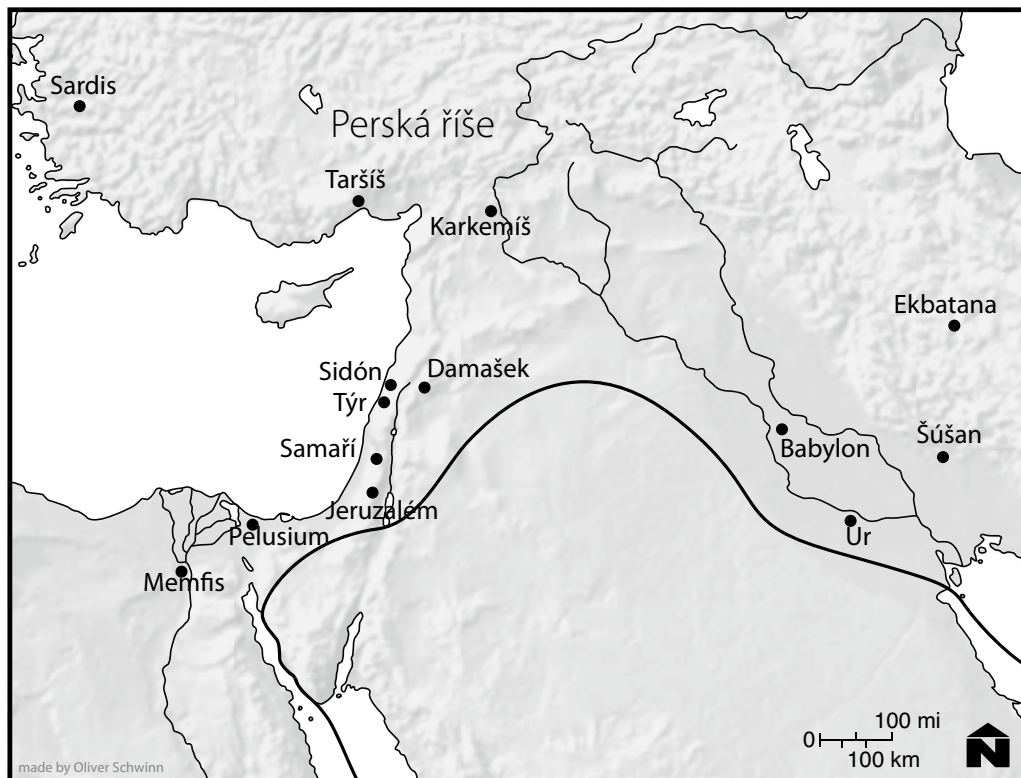 Sardis
Perská říše
Taršíš
Karkemíš
Ekbatana
Sidón
Damašek
Týr
Šúšan
Samaří
Babylon
Jeruzalém
Pelusium
Ur
Memfis
100 mi
0
100 km
made by Oliver Schwinn